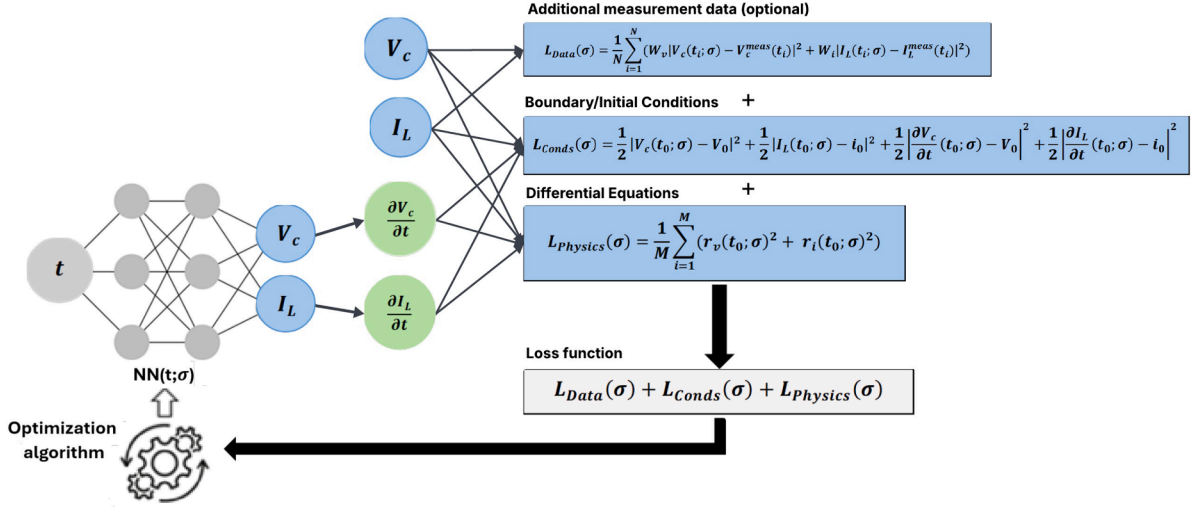 Additional measurement data (optional)
L_Data(σ) = 1/N ∑_{i=1}^{N} (W_v|V_c(t_i;σ) − V_c^{meas}(t_i)|² + W_i|I_L(t_i;σ) − I_L^{meas}(t_i)|²)
V_c
I_L
Boundary/Initial Conditions +
L_Conds(σ) = 1/2 |V_c(t_0;σ) − V_0|² + 1/2 |I_L(t_0;σ) − i_0|² + 1/2 |∂V_c/∂t (t_0;σ) − V̇_0|² + 1/2 |∂I_L/∂t (t_0;σ) − i̇_0|²
Differential Equations +
L_Physics(σ) = 1/M ∑_{i=1}^{M} (r_v(t_0;σ)² + r_i(t_0;σ)²)
t
V_c
I_L
∂V_c/∂t
∂I_L/∂t
NN(t;σ)
Loss function
L_Data(σ) + L_Conds(σ) + L_Physics(σ)
Optimization
algorithm